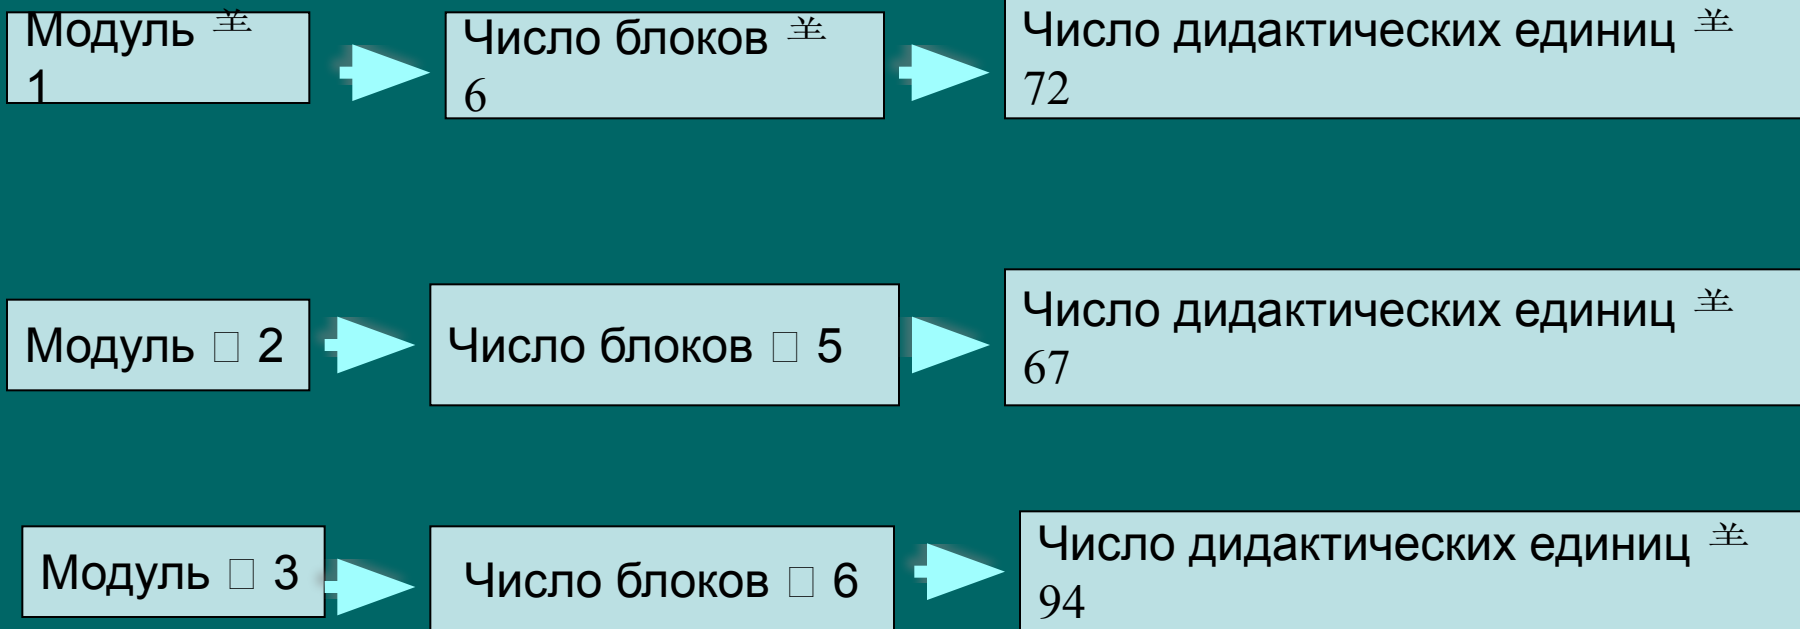 Модуль ⺷
1
Число блоков ⺷
6
Число дидактических единиц ⺷
72
Модуль □ 2
Число блоков □ 5
Число дидактических единиц ⺷
67
Модуль □ 3
Число блоков □ 6
Число дидактических единиц ⺷
94